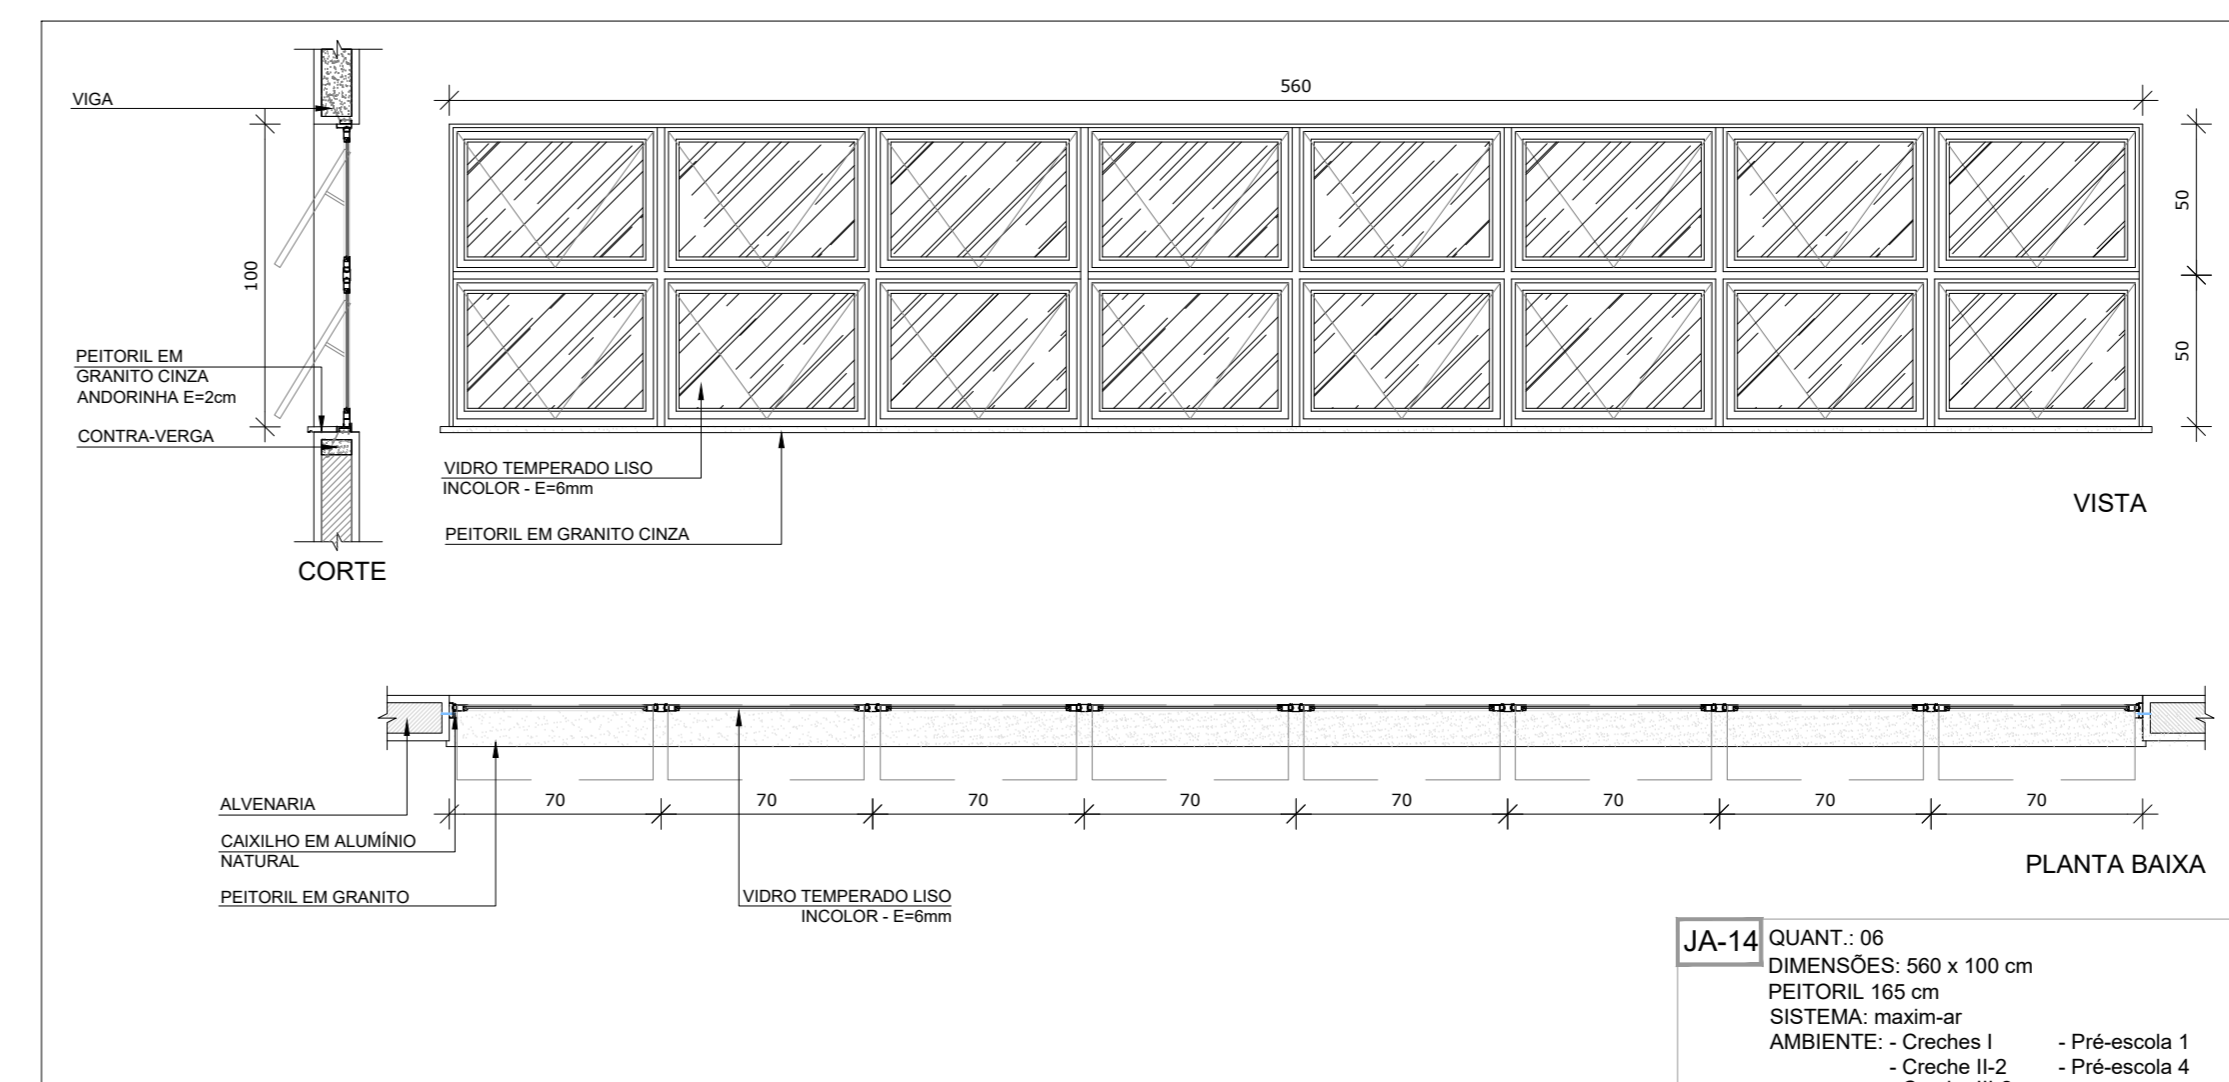 VIGA
560
100
50
50
PEITORIL EM
GRANITO CINZA
ANDORINHA E=2cm
CONTRA-VERGA
VIDRO TEMPERADO LISO
INCOLOR - E=6mm
PEITORIL EM GRANITO CINZA
VISTA
CORTE
70 70 70 70 70 70 70 70
ALVENARIA
CAIXILHO EM ALUMÍNIO
NATURAL
PEITORIL EM GRANITO
VIDRO TEMPERADO LISO
INCOLOR - E=6mm
PLANTA BAIXA
JA-14 QUANT.: 06
DIMENSÕES: 560 x 100 cm
PEITORIL 165 cm
SISTEMA: maxim-ar
AMBIENTE: - Creches I - Pré-escola 1
- Creche II-2 - Pré-escola 4